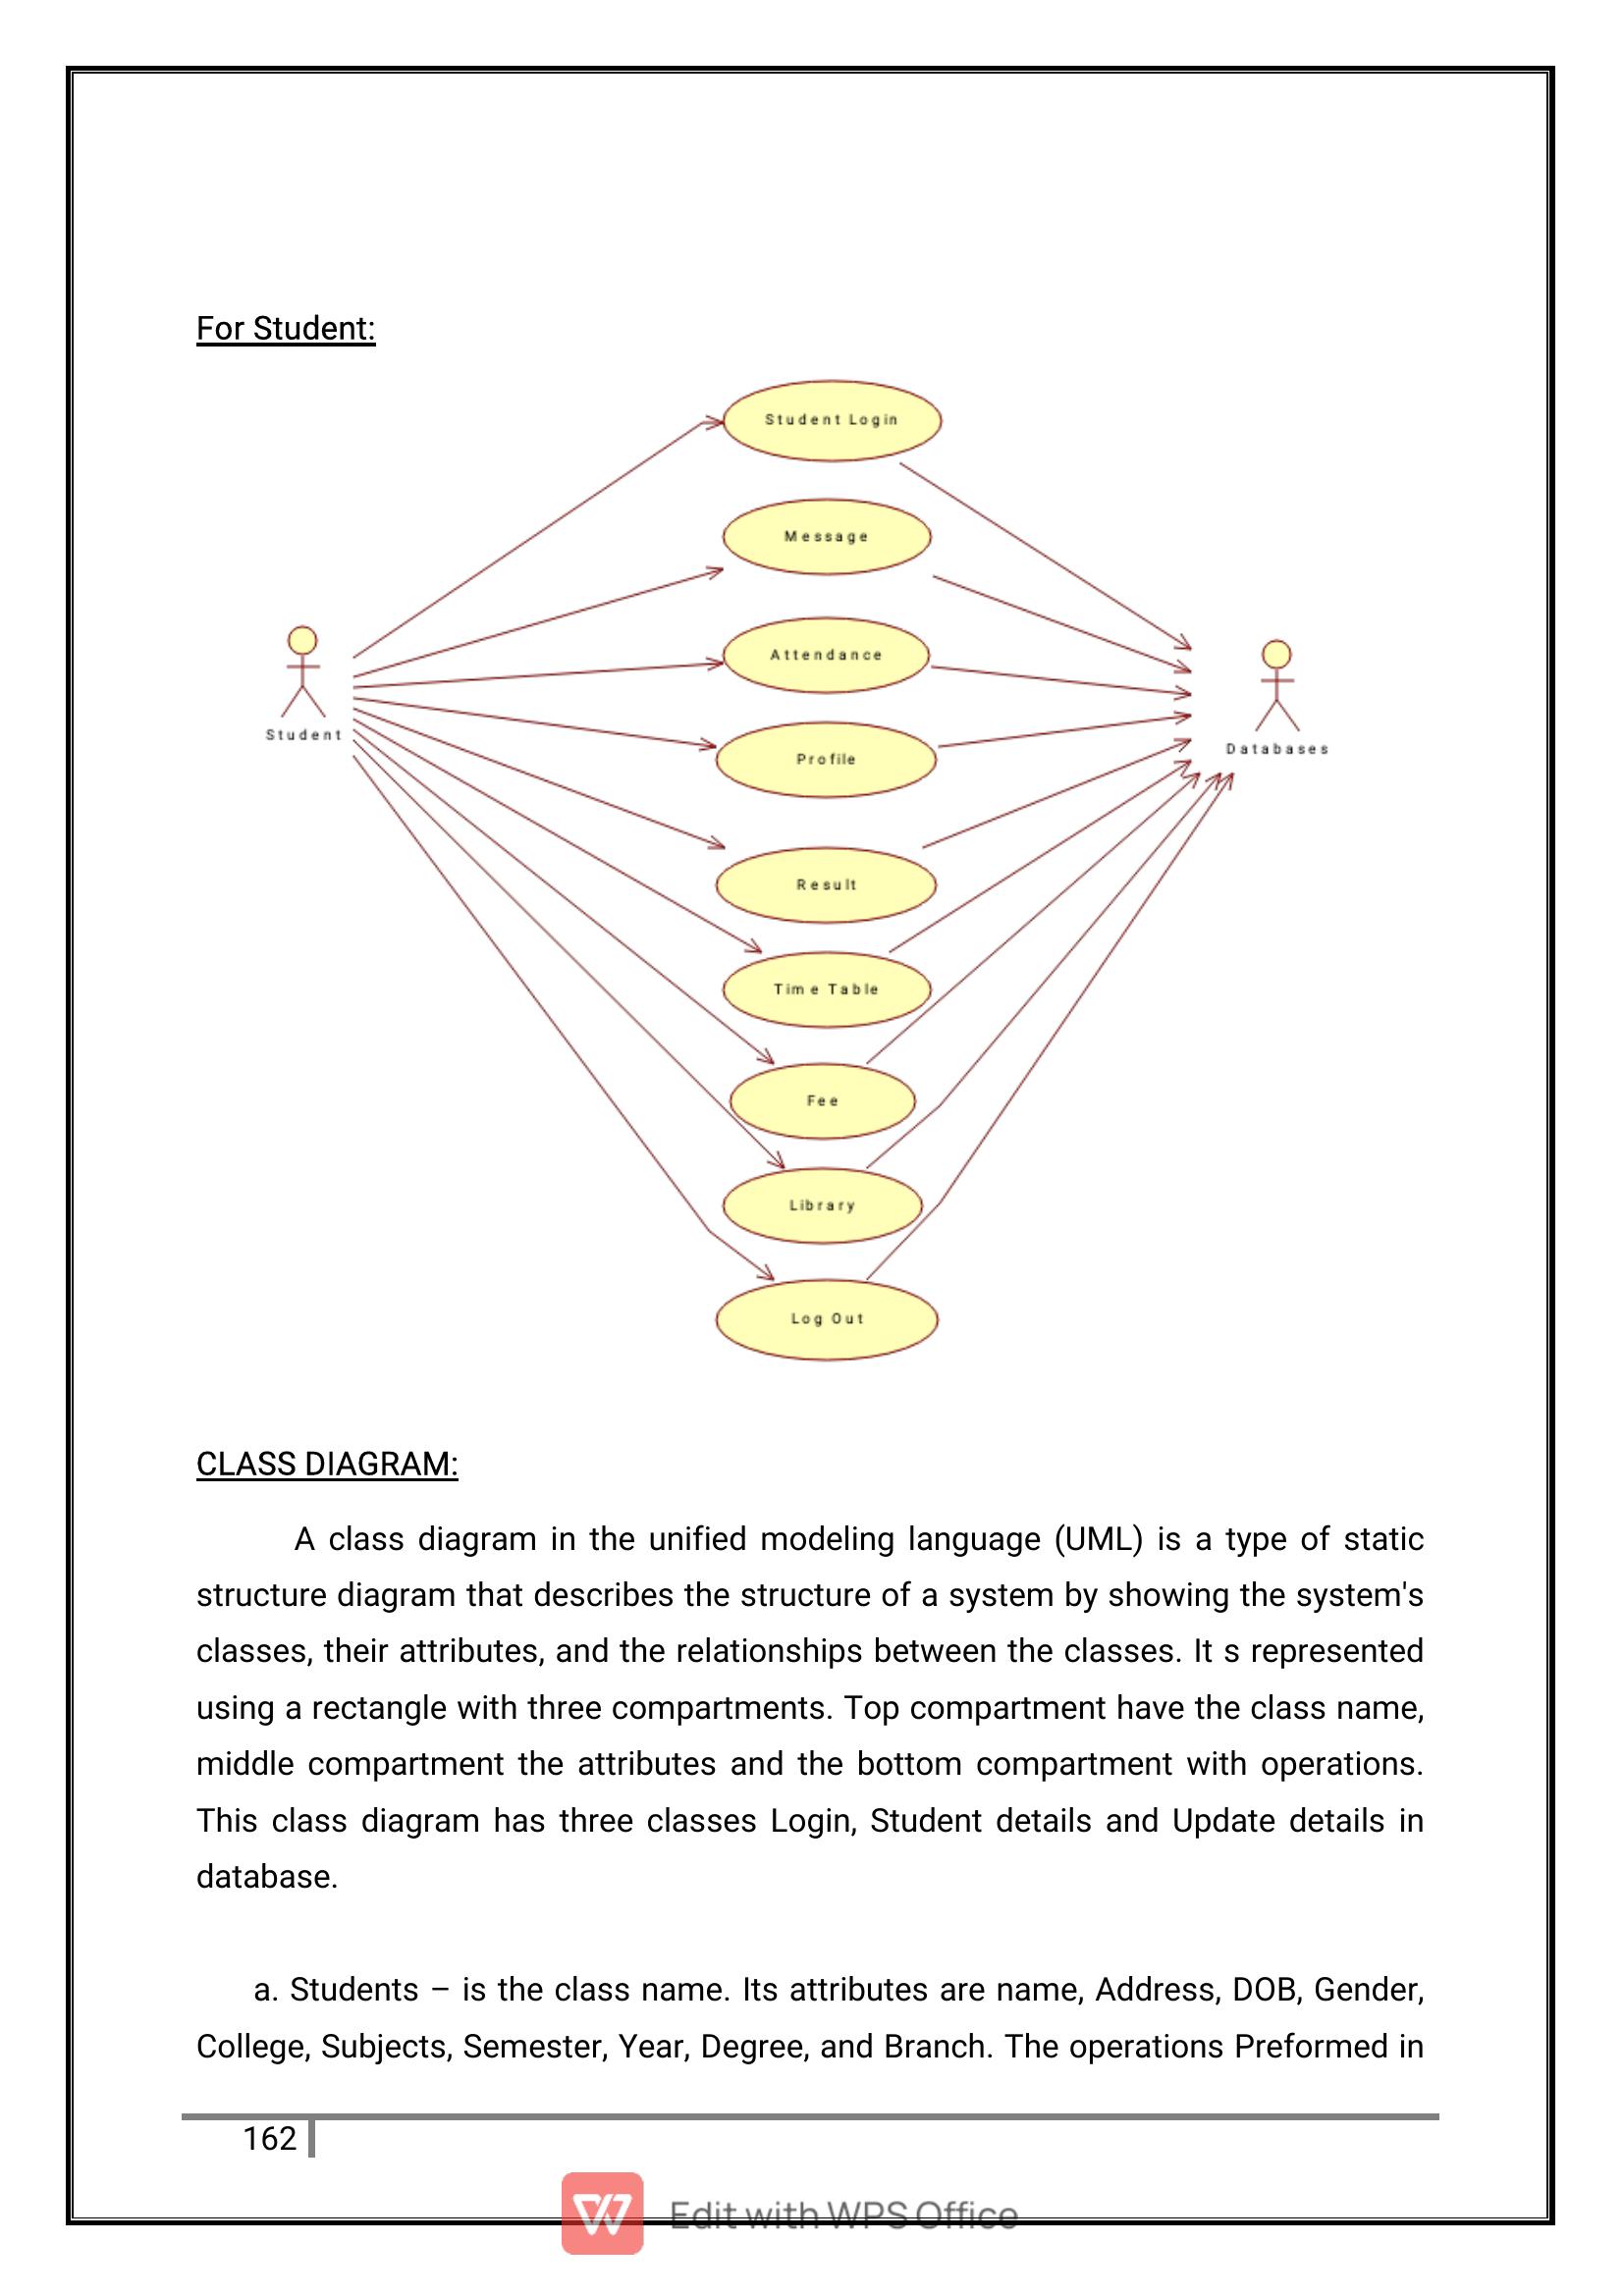 For Student:
Student Login
Message
Attendance
Student
Profile
Databases
Result
Time Table
Fee
Library
Log Out
CLASS DIAGRAM:
A class diagram in the unified modeling language (UML) is a type of static
structure diagram that describes the structure of a system by showing the system's
classes, their attributes, and the relationships between the classes. It s represented
using a rectangle with three compartments. Top compartment have the class name,
middle compartment the attributes and the bottom compartment with operations.
This class diagram has three classes Login, Student details and Update details in
database.
a. Students – is the class name. Its attributes are name, Address, DOB, Gender,
College, Subjects, Semester, Year, Degree, and Branch. The operations Preformed in
162
Edit with WPS Office